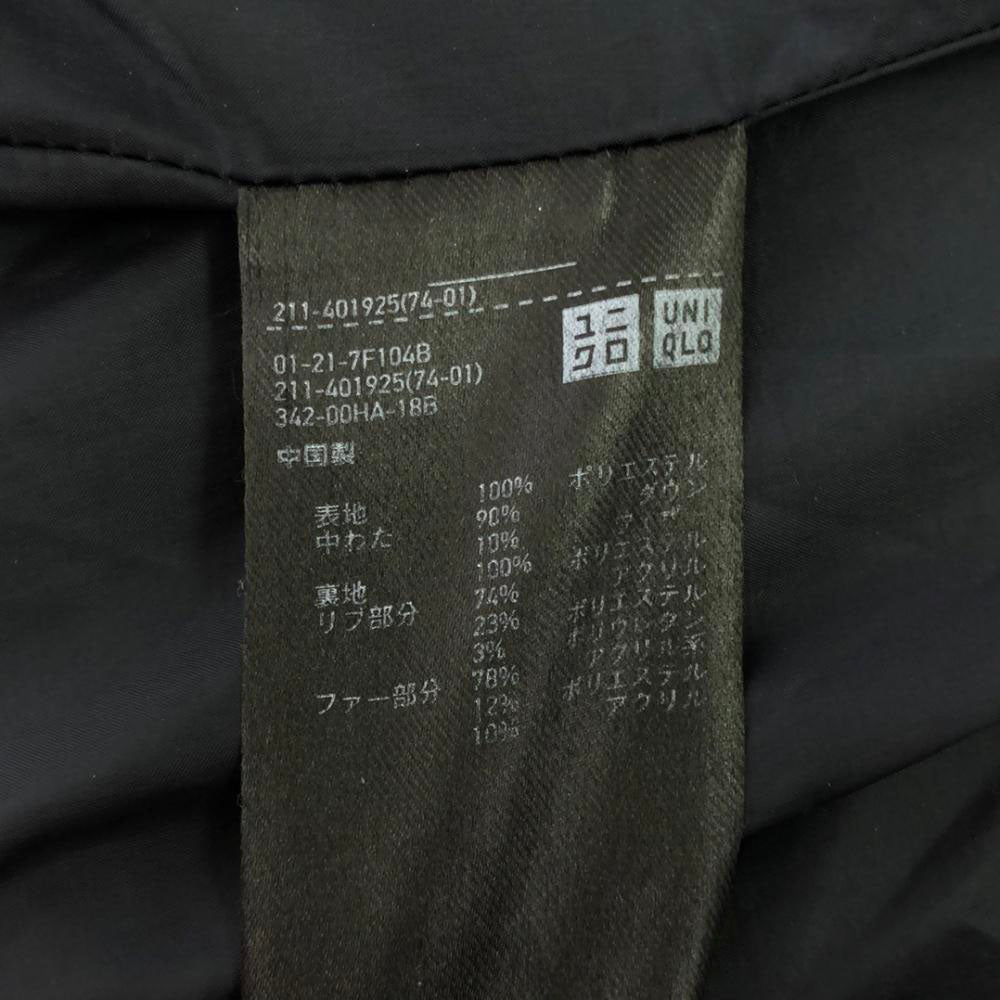 211-401925(74-01)
ユニ
クロ
UNI
QLO
01-21-7F104B
211-401925(74-01)
342-00HA-18B
中国製
表地 100% ポリエステル
中わた 90% ダウン
10% フェザー
裏地 100% ポリエステル
リブ部分 74% アクリル
23% ポリエステル
3% ポリウレタン
ファー部分 78% アクリル系
12% ポリエステル
10% アクリル